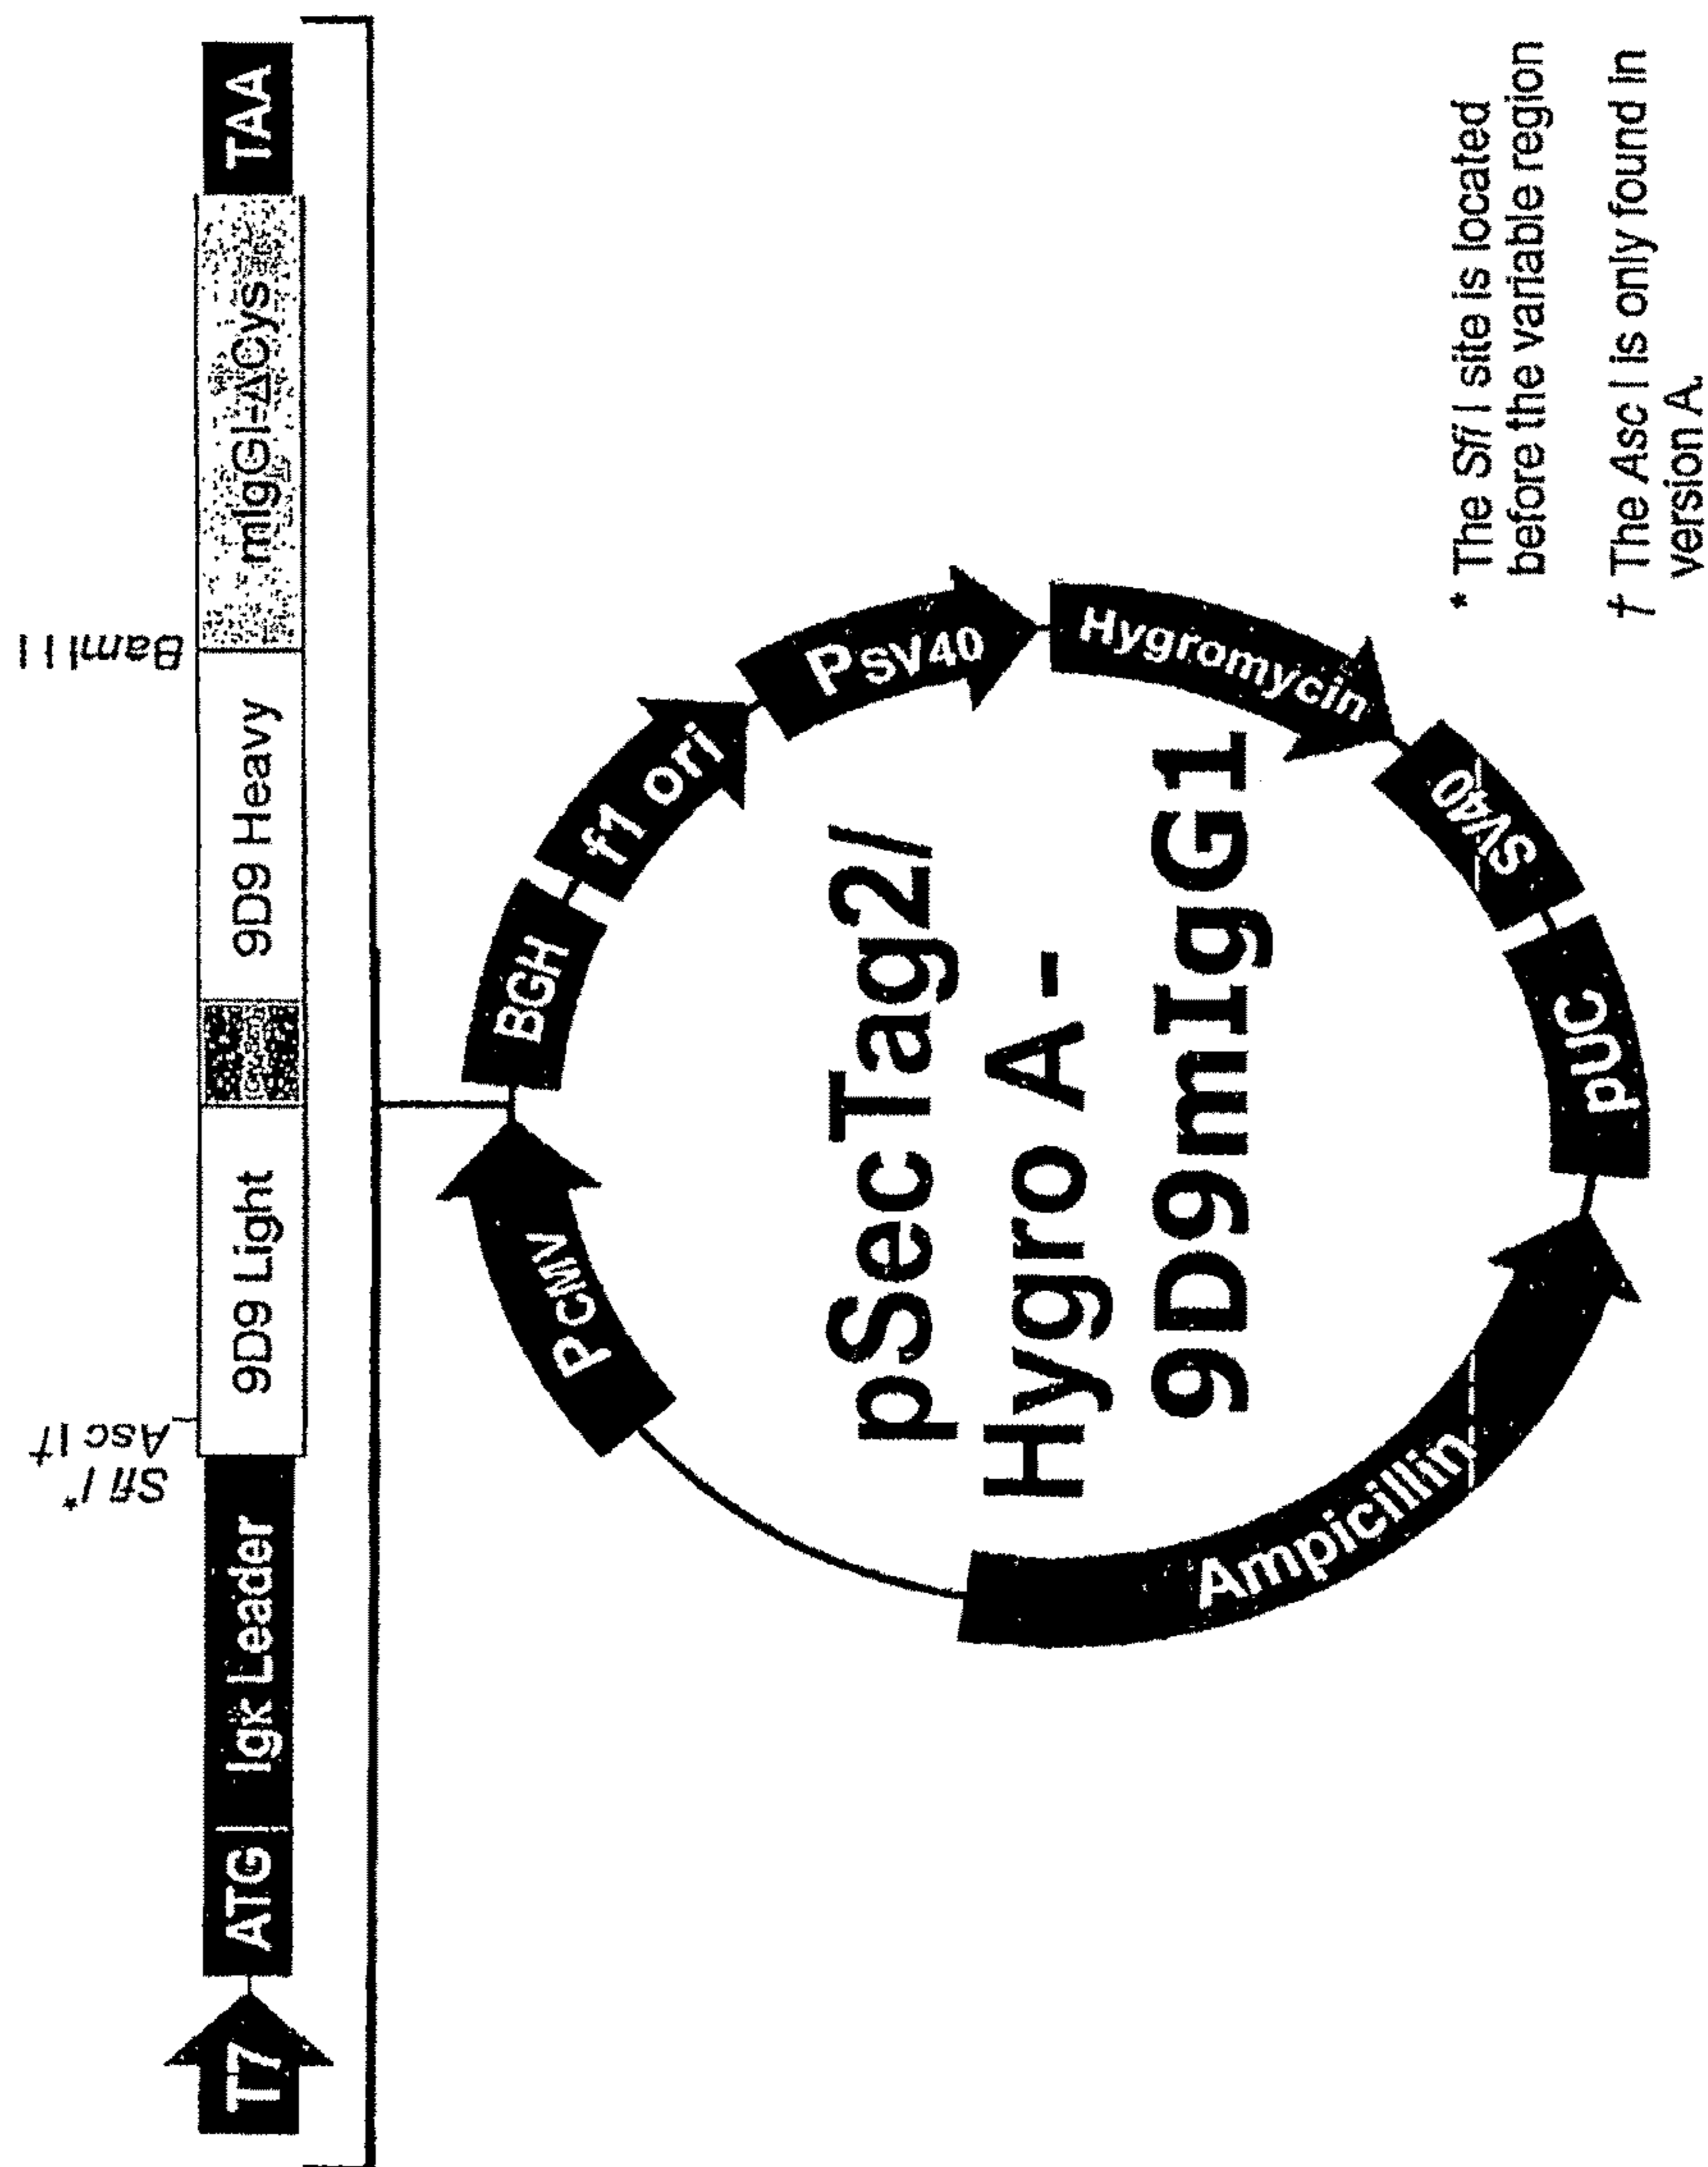 T7
ATG
Igκ Leader
Sfi I*
Asc I†
9D9 Light
9D9 Heavy
mIgGI-ΔCys
TAA
PCMV
BGH
f1 ori
PSV40
Hygromycin
SV40
pUC
Ampicillin
pSecTag2/
Hygro A-
9D9mIgG1
* The Sfi I site is located
before the variable region
† The Asc I is only found in
version A.